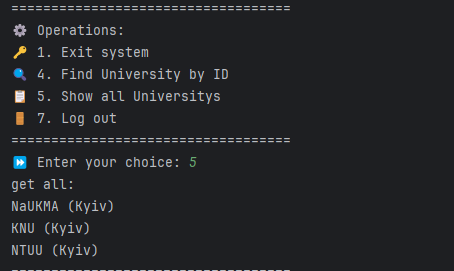 ===================================
⚙️ Operations:
🔑 1. Exit system
🔍 4. Find University by ID
📋 5. Show all Universitys
🚪 7. Log out
===================================
⏩ Enter your choice: 5
get all:
NaUKMA (Kyiv)
KNU (Kyiv)
NTUU (Kyiv)
===================================